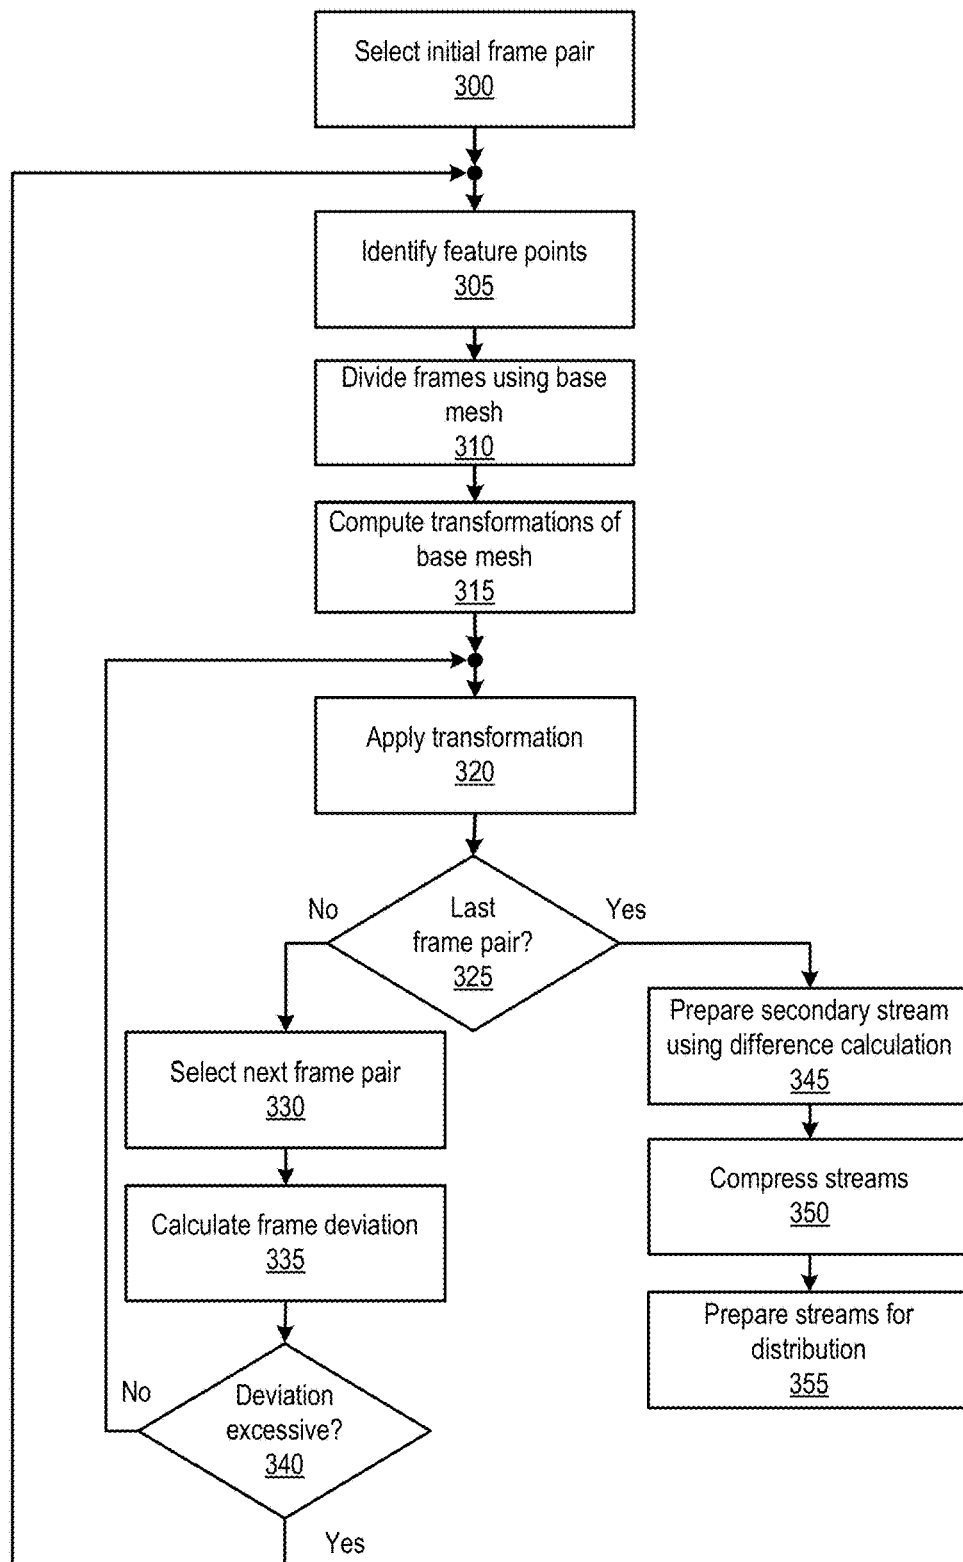 Select initial frame pair
300
Identify feature points
305
Divide frames using base
mesh
310
Compute transformations of
base mesh
315
Apply transformation
320
No
Last
frame pair?
325
Yes
Select next frame pair
330
Calculate frame deviation
335
No
Deviation
excessive?
340
Yes
Prepare secondary stream
using difference calculation
345
Compress streams
350
Prepare streams for
distribution
355